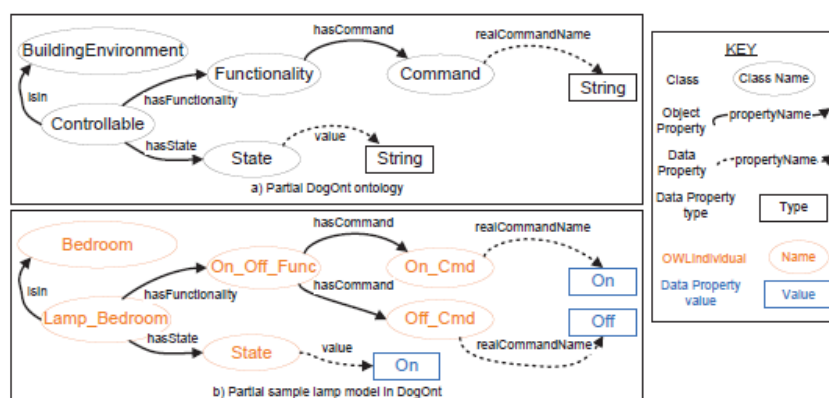 hasCommand
realCommandName
BuildingEnvironment
Functionality
Command
isIn
hasFunctionality
String
Controllable
hasState
value
State
String
a) Partial DogOnt ontology
hasCommand
realCommandName
Bedroom
On_Off_Func
On_Cmd
isIn
hasFunctionality
hasCommand
On
Lamp_Bedroom
Off_Cmd
Off
hasState
value
State
realCommandName
On
b) Partial sample lamp model in DogOnt
KEY
Class
Class Name
Object
Property
propertyName
Data
Property
propertyName
Data Property
type
Type
OWLIndividual
Name
Data Property
value
Value